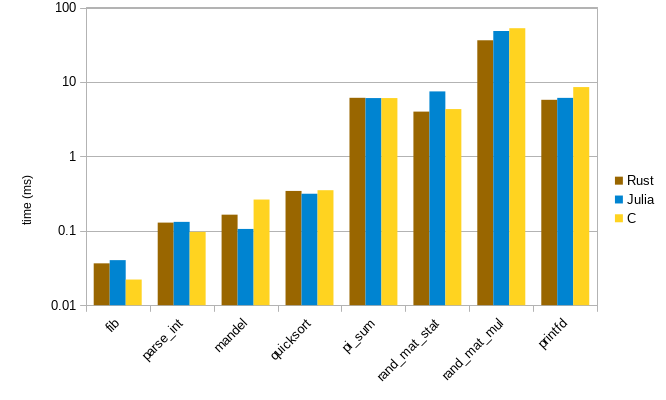 100
10
1
0.1
0.01
time (ms)
fib
parse_int
mandel
quicksort
pi_sum
rand_mat_stat
rand_mat_mul
printfd
Rust
Julia
C